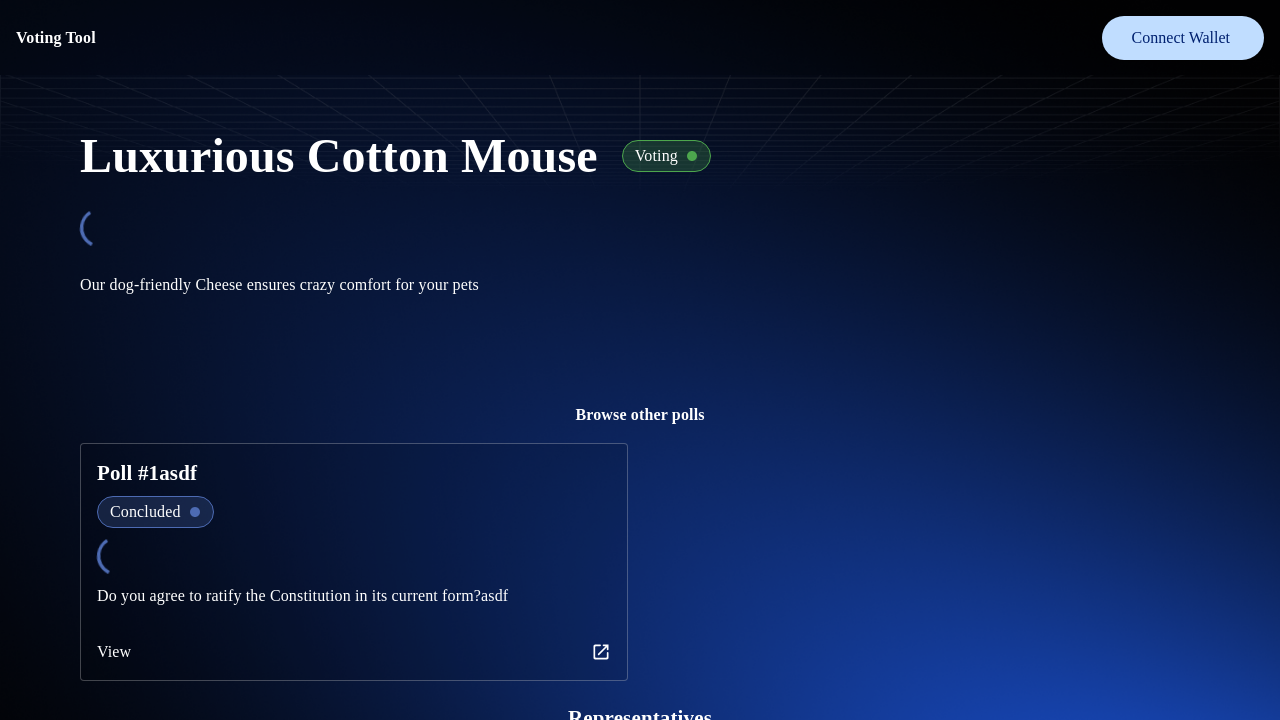 Voting Tool
Connect Wallet
Luxurious Cotton Mouse
Voting
Our dog-friendly Cheese ensures crazy comfort for your pets
Browse other polls
Poll #1asdf
Concluded
Do you agree to ratify the Constitution in its current form?asdf
View
Representatives